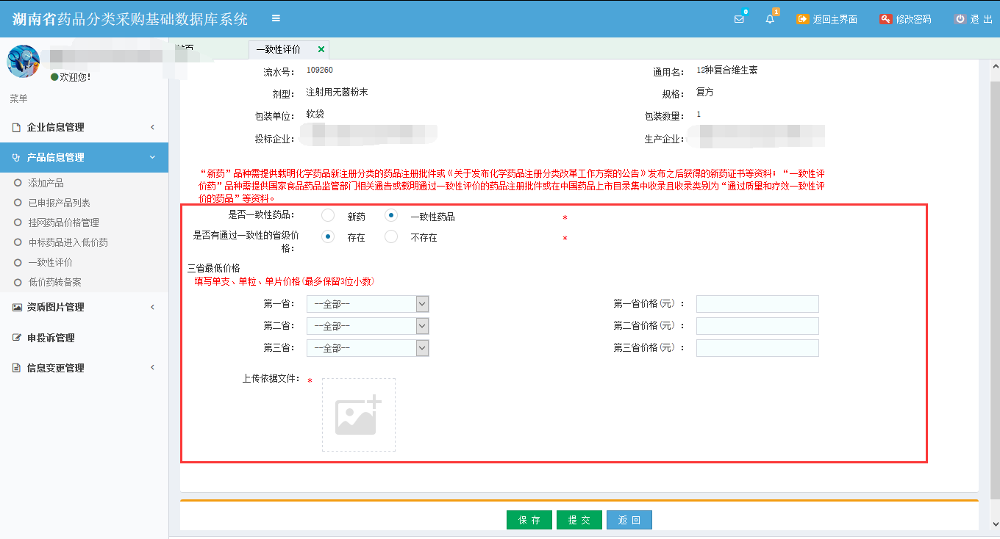 湖南省药品分类采购基础数据库系统
0
1
返回主界面
修改密码
退 出
欢迎您!
菜单
企业信息管理
产品信息管理
添加产品
已申报产品列表
挂网药品价格管理
中标药品进入低价药
一致性评价
低价药转备案
资质图片管理
申投诉管理
信息变更管理
一致性评价
流水号： 109260
通用名： 12种复合维生素
剂型： 注射用无菌粉末
规格： 复方
包装单位： 软袋
包装数量： 1
投标企业：
生产企业：
“新药”品种需提供载明化学药品新注册分类的药品注册批件或《关于发布化学药品注册分类改革工作方案的公告》发布之后获得的新药证书等资料；“一致性评
价药”品种需提供国家食品药品监管部门相关通告或载明通过一致性评价的药品注册批件或在中国药品上市目录集中收录且收录类别为“通过质量和疗效一致性评
价的药品”等资料。
是否一致性药品： 新药 一致性药品 *
是否有通过一致性的省级价
格： 存在 不存在 *
三省最低价格
填写单支、单粒、单片价格(最多保留3位小数)
第一省： --全部--
第一省价格(元)：
第二省： --全部--
第二省价格(元)：
第三省： --全部--
第三省价格(元)：
上传依据文件： *
保 存
提 交
返 回